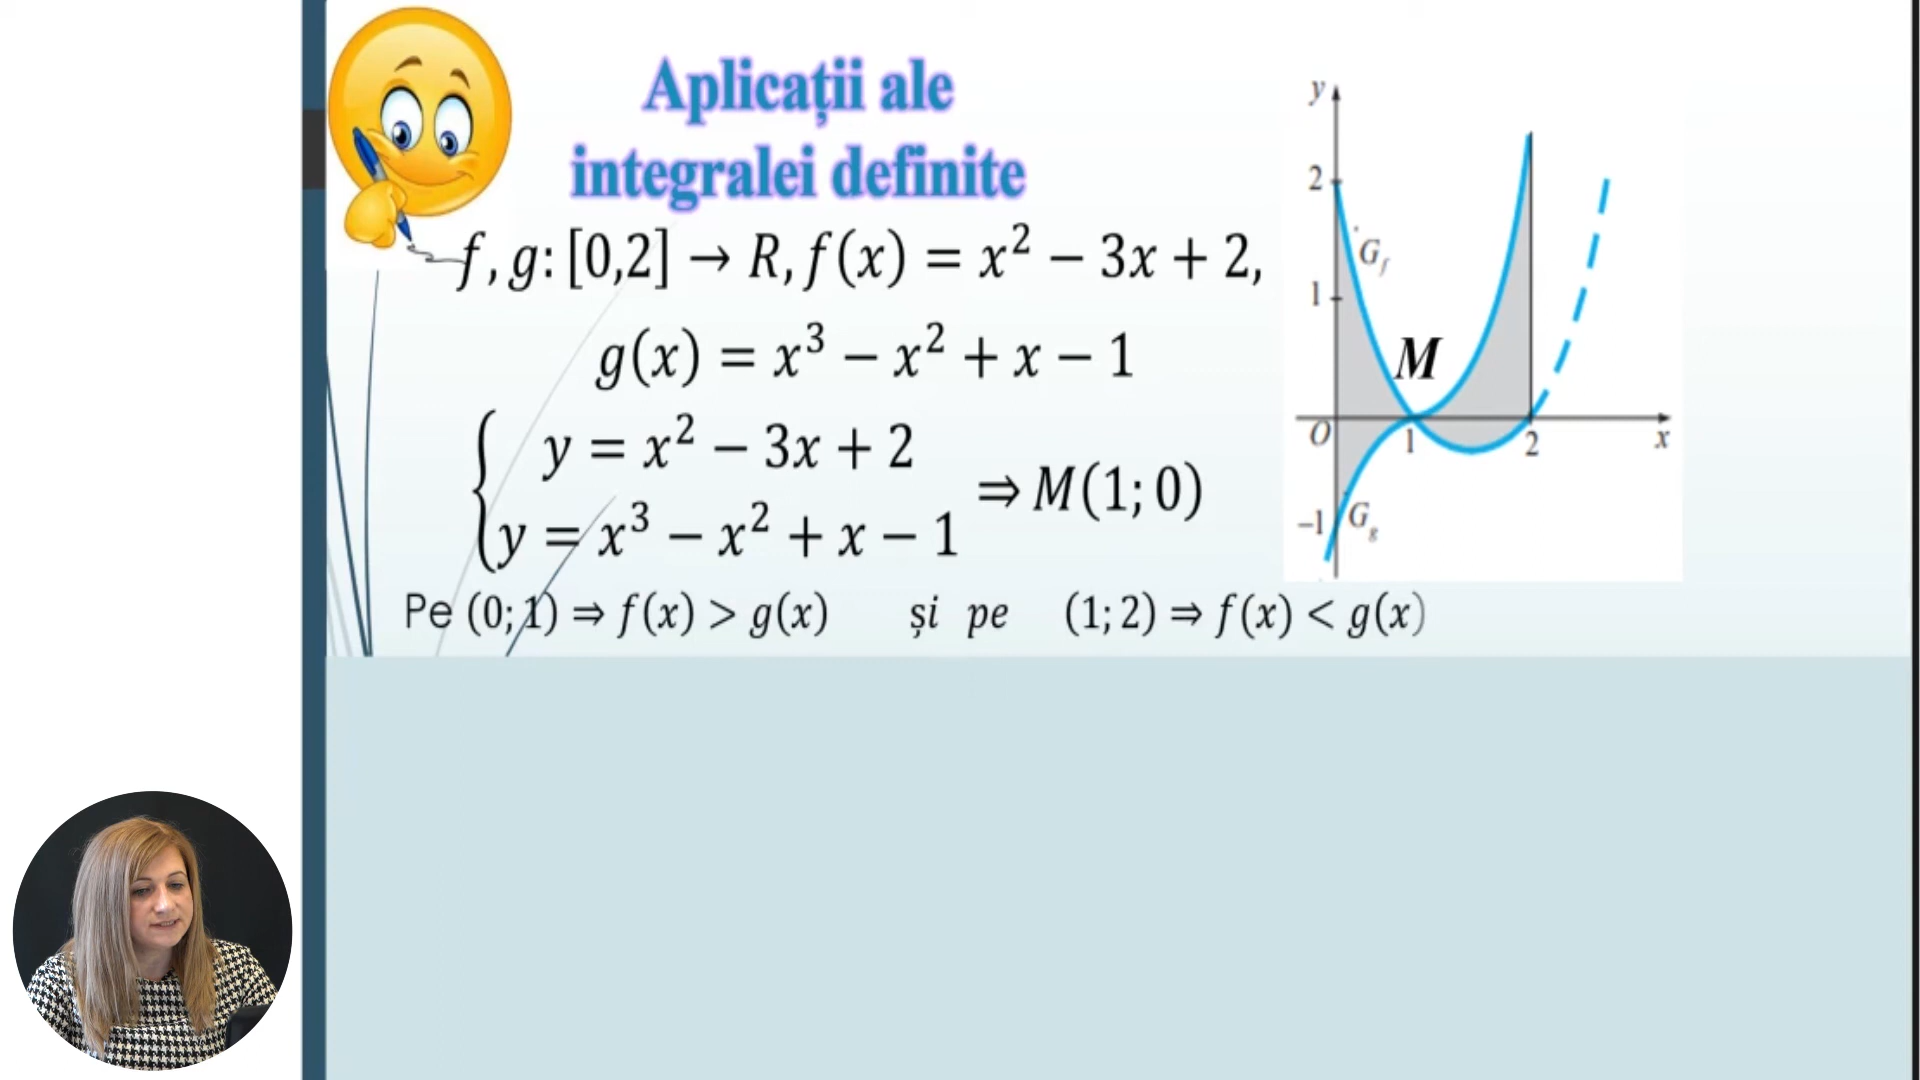 Aplicații ale
integralei definite
f, g: [0,2] → R, f(x) = x² − 3x + 2,
g(x) = x³ − x² + x − 1
{ y = x² − 3x + 2
y = x³ − x² + x − 1
⇒ M(1; 0)
Pe (0; 1) ⇒ f(x) > g(x) și pe (1; 2) ⇒ f(x) < g(x)
y
2
G_f
1
M
O 1 2 x
−1 G_g